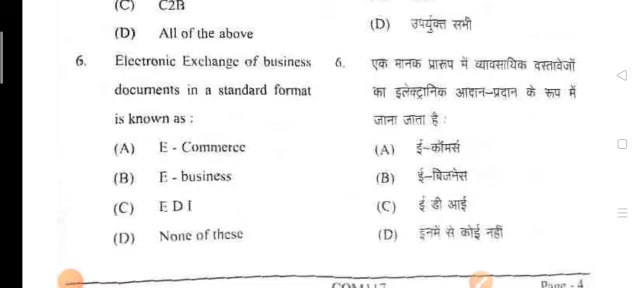 (C) C2B
(D) All of the above
(D) उपर्युक्त सभी
6. Electronic Exchange of business
documents in a standard format
is known as :
(A) E - Commerce
(B) E - business
(C) E D I
(D) None of these
6. एक मानक प्रारूप में व्यावसायिक दस्तावेजों
का इलेक्ट्रानिक आदान-प्रदान के रूप में
जाना जाता है :
(A) ई-कॉमर्स
(B) ई-बिजनेस
(C) ई डी आई
(D) इनमें से कोई नहीं
COM117
Page - 4